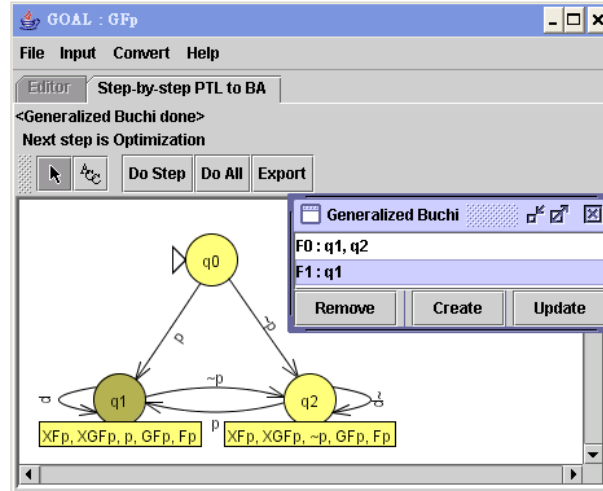 GOAL : GFp
File Input Convert Help
Editor Step-by-step PTL to BA
<Generalized Buchi done>
Next step is Optimization
Acc Do Step Do All Export
Generalized Buchi
F0 : q1, q2
F1 : q1
Remove Create Update
q0
p ~p
~p
p q1 q2 ~p
p
XFp, XGFp, p, GFp, Fp XFp, XGFp, ~p, GFp, Fp